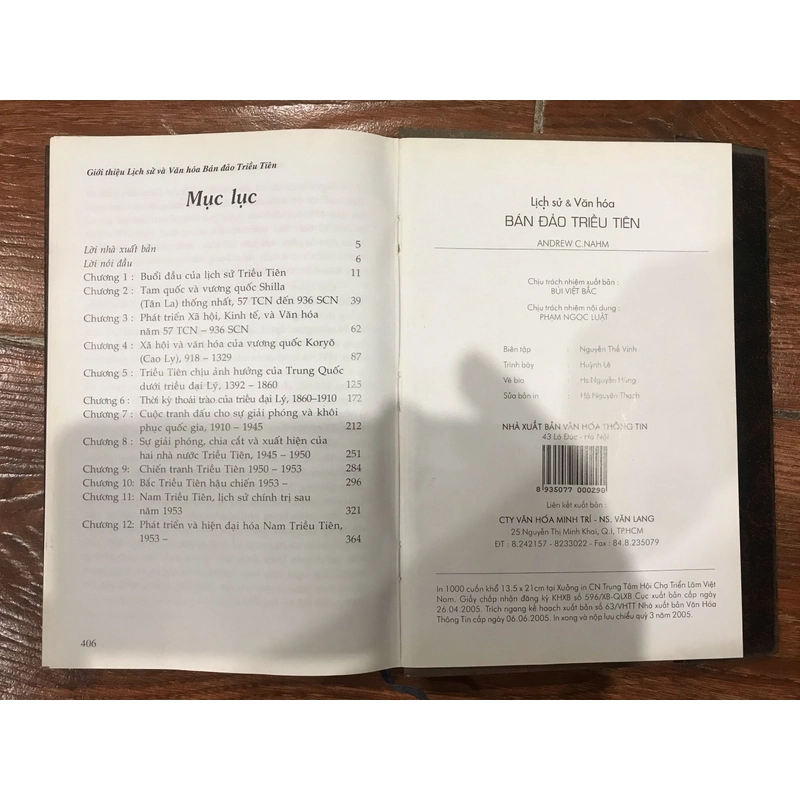 Giới thiệu Lịch sử và Văn hóa Bán đảo Triều Tiên
Mục lục
Lời nhà xuất bản 5
Lời nói đầu 6
Chương 1 : Buổi đầu của lịch sử Triều Tiên 11
Chương 2 : Tam quốc và vương quốc Shilla
(Tân La) thống nhất, 57 TCN đến 936 SCN 39
Chương 3 : Phát triển Xã hội, Kinh tế, và Văn hóa
năm 57 TCN – 936 SCN 62
Chương 4 : Xã hội và văn hóa của vương quốc Koryõ
(Cao Ly), 918 – 1329 87
Chương 5 : Triều Tiên chịu ảnh hưởng của Trung Quốc
dưới triều đại Lý, 1392 – 1860 125
Chương 6 : Thời kỳ thoái trào của triều đại Lý, 1860–1910 172
Chương 7 : Cuộc tranh đấu cho sự giải phóng và khôi
phục quốc gia, 1910 – 1945 212
Chương 8 : Sự giải phóng, chia cắt và xuất hiện của
hai nhà nước Triều Tiên, 1945 – 1950 251
Chương 9: Chiến tranh Triều Tiên 1950 – 1953 284
Chương 10: Bắc Triều Tiên hậu chiến 1953 – 296
Chương 11: Nam Triều Tiên, lịch sử chính trị sau
năm 1953 321
Chương 12: Phát triển và hiện đại hóa Nam Triều Tiên,
1953 – 364
406
Lịch sử & Văn hóa
BÁN ĐẢO TRIỀU TIÊN
ANDREW C.NAHM
Chịu trách nhiệm xuất bản :
BÙI VIỆT BẮC
Chịu trách nhiệm nội dung :
PHẠM NGỌC LUẬT
Biên tập : Nguyễn Thế Vinh
Trình bày : Huỳnh Lê
Vẽ bìa : Hs Nguyễn Hùng
Sửa bản in : Hà Nguyên Thạch
NHÀ XUẤT BẢN VĂN HÓA THÔNG TIN
43 Lò Đúc - Hà Nội
8 935077 000290
Liên kết xuất bản :
CTY VĂN HÓA MINH TRÍ - NS. VĂN LANG
25 Nguyễn Thị Minh Khai, Q.I, TP.HCM
ĐT : 8.242157 - 8233022 - Fax : 84.8.235079
In 1000 cuốn khổ 13.5 x 21cm tại Xưởng in CN Trung Tâm Hội Chợ Triển Lãm Việt
Nam. Giấy chấp nhận đăng ký KHXB số 596/XB-QLXB Cục xuất bản cấp ngày
26.04.2005. Trích ngang kế hoạch xuất bản số 63/VHTT Nhà xuất bản Văn Hóa
Thông Tin cấp ngày 06.06.2005. In xong và nộp lưu chiểu quý 3 năm 2005.